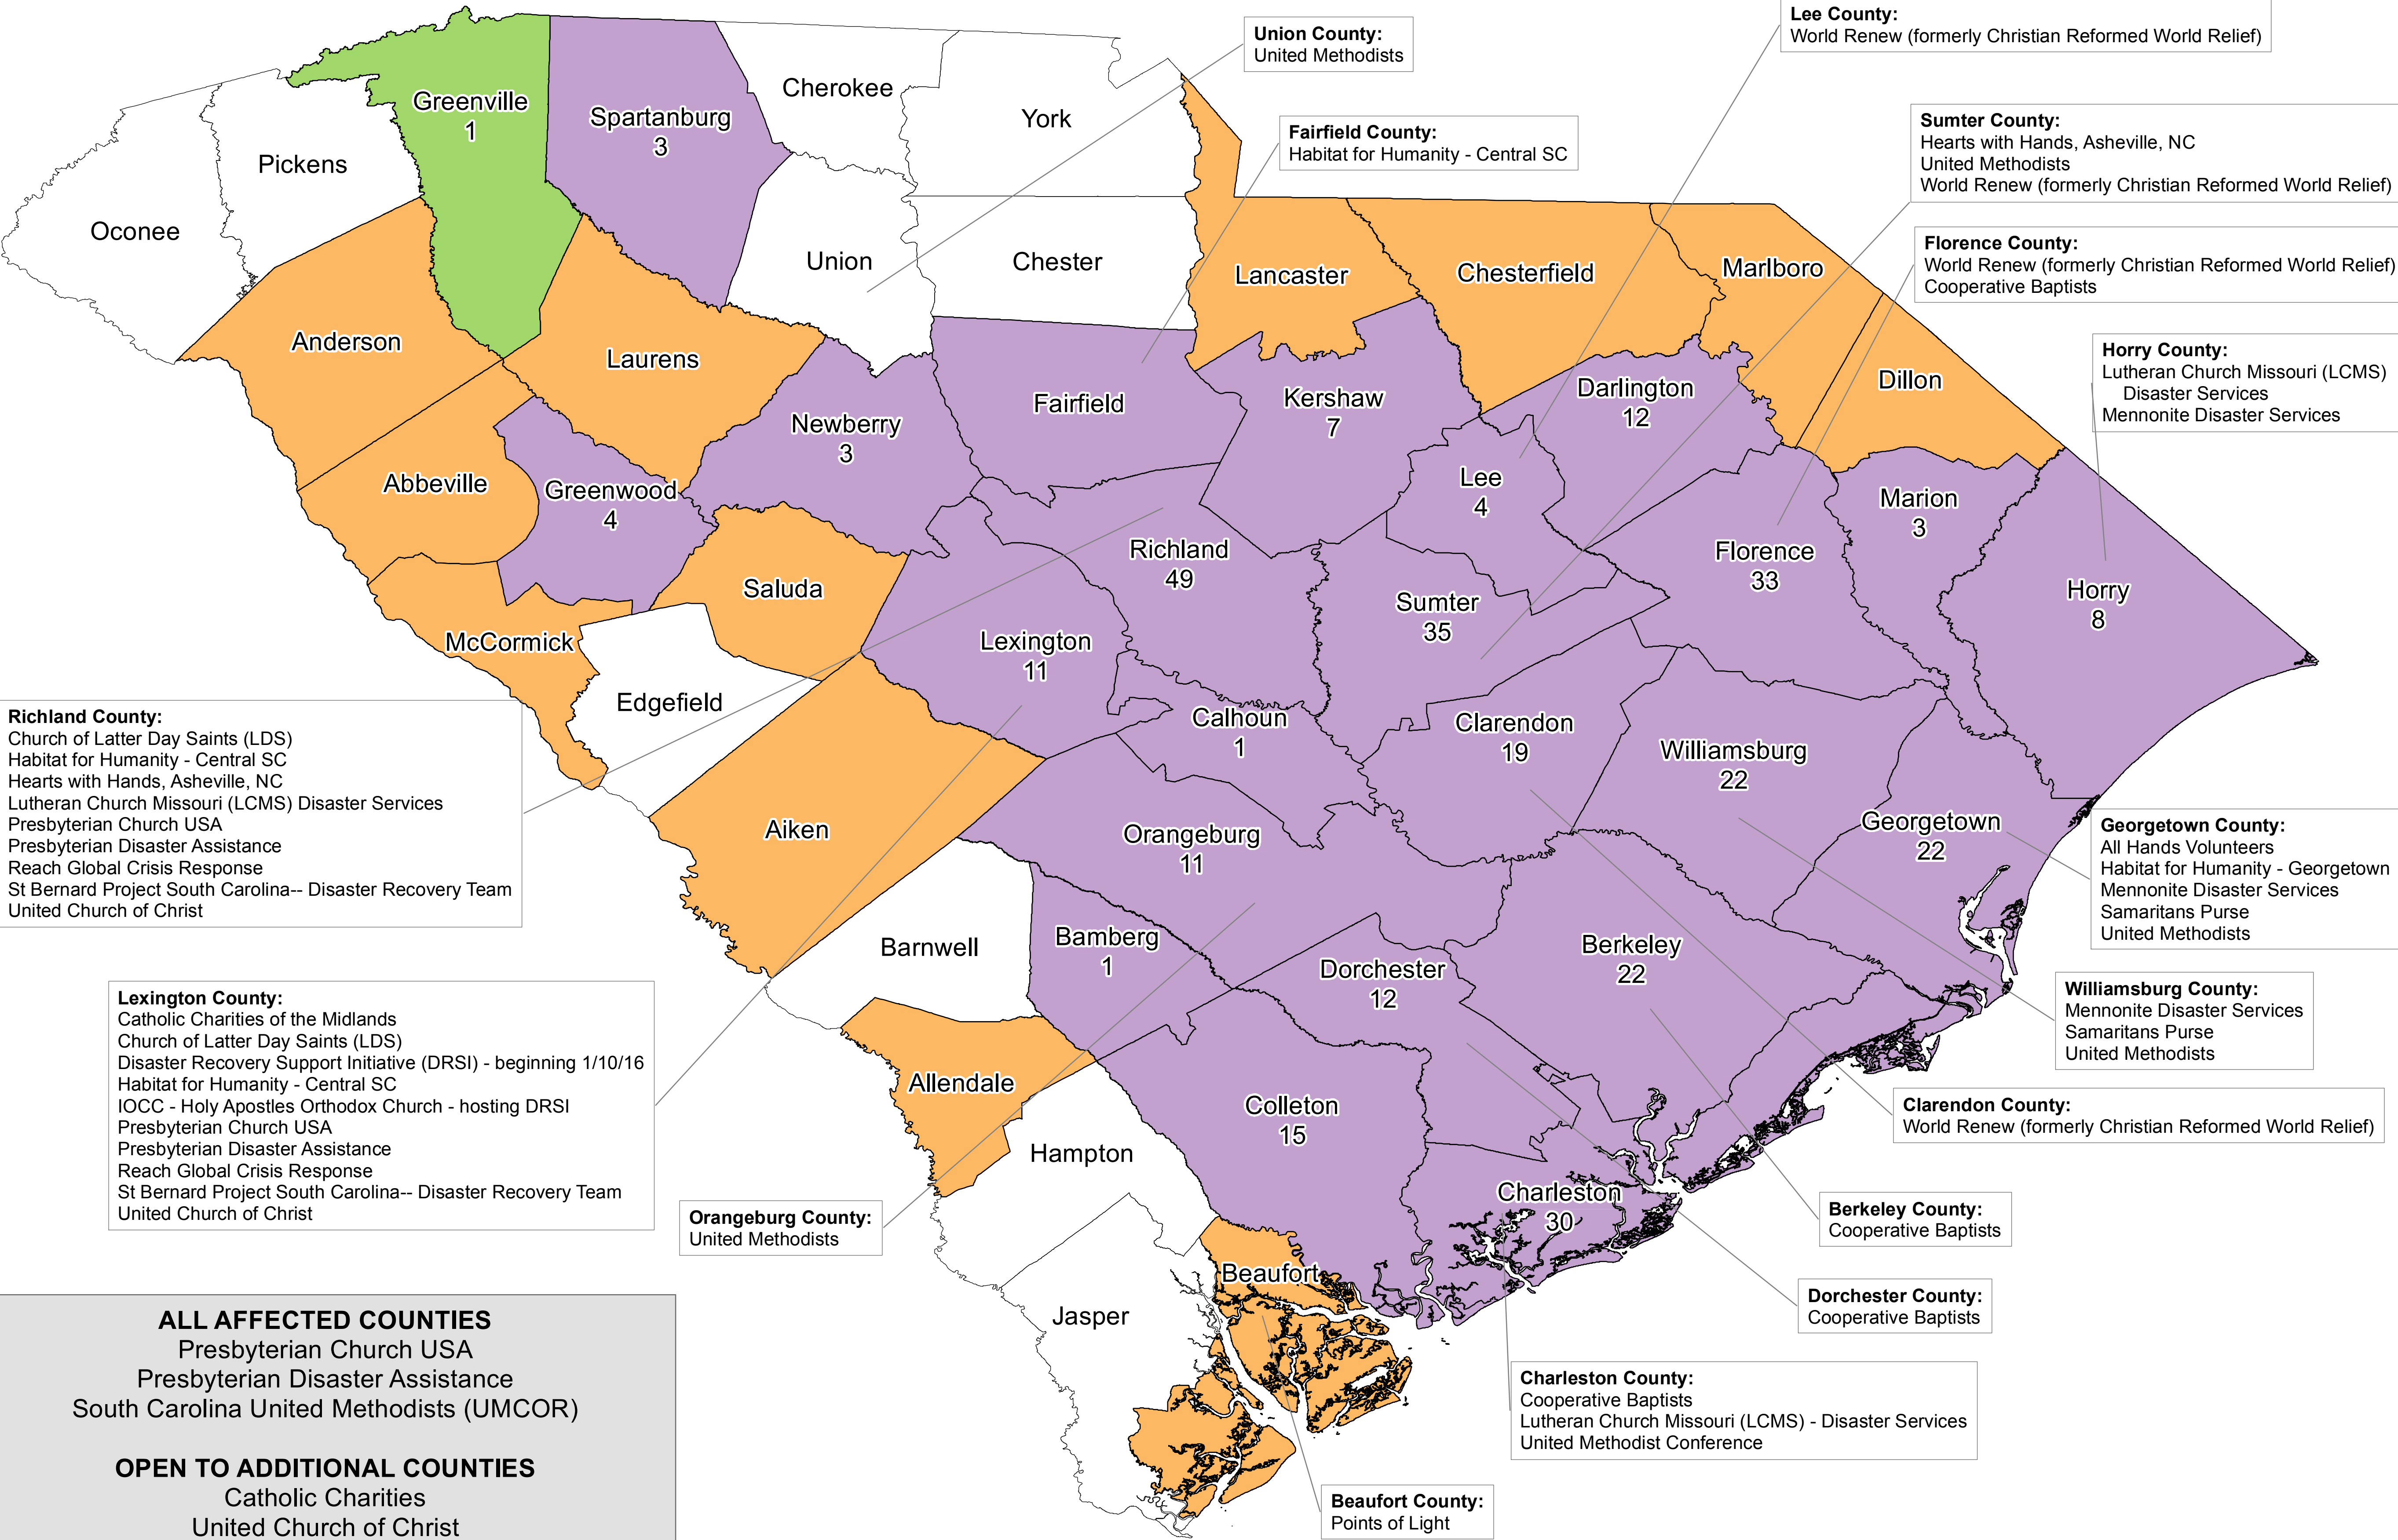 Lee County:
World Renew (formerly Christian Reformed World Relief)
Union County:
United Methodists
Cherokee
York
Greenville
1
Spartanburg
3
Fairfield County:
Habitat for Humanity - Central SC
Sumter County:
Hearts with Hands, Asheville, NC
United Methodists
World Renew (formerly Christian Reformed World Relief)
Pickens
Oconee
Union
Chester
Lancaster
Chesterfield
Marlboro
Florence County:
World Renew (formerly Christian Reformed World Relief)
Cooperative Baptists
Anderson
Laurens
Horry County:
Lutheran Church Missouri (LCMS)
Disaster Services
Mennonite Disaster Services
Newberry
3
Fairfield
Kershaw
7
Darlington
12
Dillon
Abbeville
Greenwood
4
Lee
4
Marion
3
Richland
49
Florence
33
Saluda
Sumter
35
Horry
8
McCormick
Lexington
11
Edgefield
Calhoun
1
Clarendon
19
Williamsburg
22
Richland County:
Church of Latter Day Saints (LDS)
Habitat for Humanity - Central SC
Hearts with Hands, Asheville, NC
Lutheran Church Missouri (LCMS) Disaster Services
Presbyterian Church USA
Presbyterian Disaster Assistance
Reach Global Crisis Response
St Bernard Project South Carolina-- Disaster Recovery Team
United Church of Christ
Aiken
Orangeburg
11
Georgetown
22
Georgetown County:
All Hands Volunteers
Habitat for Humanity - Georgetown
Mennonite Disaster Services
Samaritans Purse
United Methodists
Barnwell
Bamberg
1
Dorchester
12
Berkeley
22
Williamsburg County:
Mennonite Disaster Services
Samaritans Purse
United Methodists
Lexington County:
Catholic Charities of the Midlands
Church of Latter Day Saints (LDS)
Disaster Recovery Support Initiative (DRSI) - beginning 1/10/16
Habitat for Humanity - Central SC
IOCC - Holy Apostles Orthodox Church - hosting DRSI
Presbyterian Church USA
Presbyterian Disaster Assistance
Reach Global Crisis Response
St Bernard Project South Carolina-- Disaster Recovery Team
United Church of Christ
Allendale
Colleton
15
Clarendon County:
World Renew (formerly Christian Reformed World Relief)
Hampton
Charleston
30
Orangeburg County:
United Methodists
Berkeley County:
Cooperative Baptists
Beaufort
Jasper
Dorchester County:
Cooperative Baptists
ALL AFFECTED COUNTIES
Presbyterian Church USA
Presbyterian Disaster Assistance
South Carolina United Methodists (UMCOR)
Charleston County:
Cooperative Baptists
Lutheran Church Missouri (LCMS) - Disaster Services
United Methodist Conference
OPEN TO ADDITIONAL COUNTIES
Catholic Charities
United Church of Christ
Beaufort County:
Points of Light